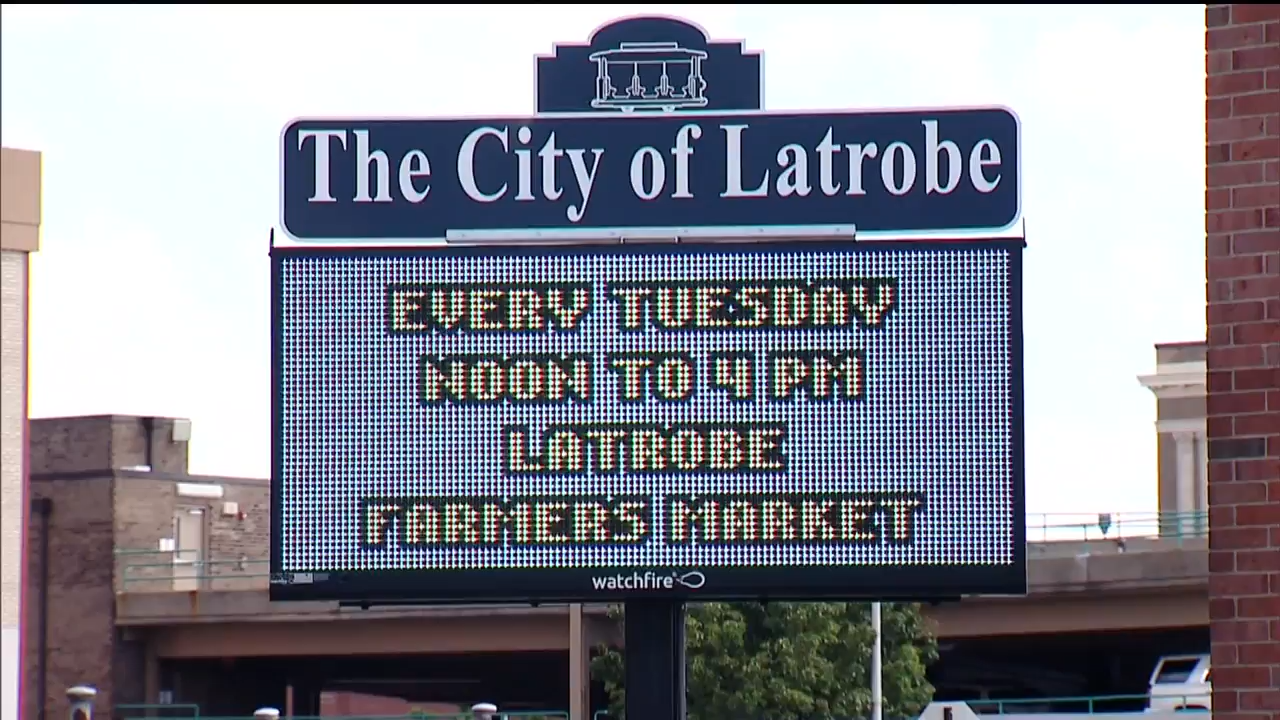 The City of Latrobe
EVERY TUESDAY
NOON TO 4 PM
LATROBE
FARMERS MARKET
watchfire